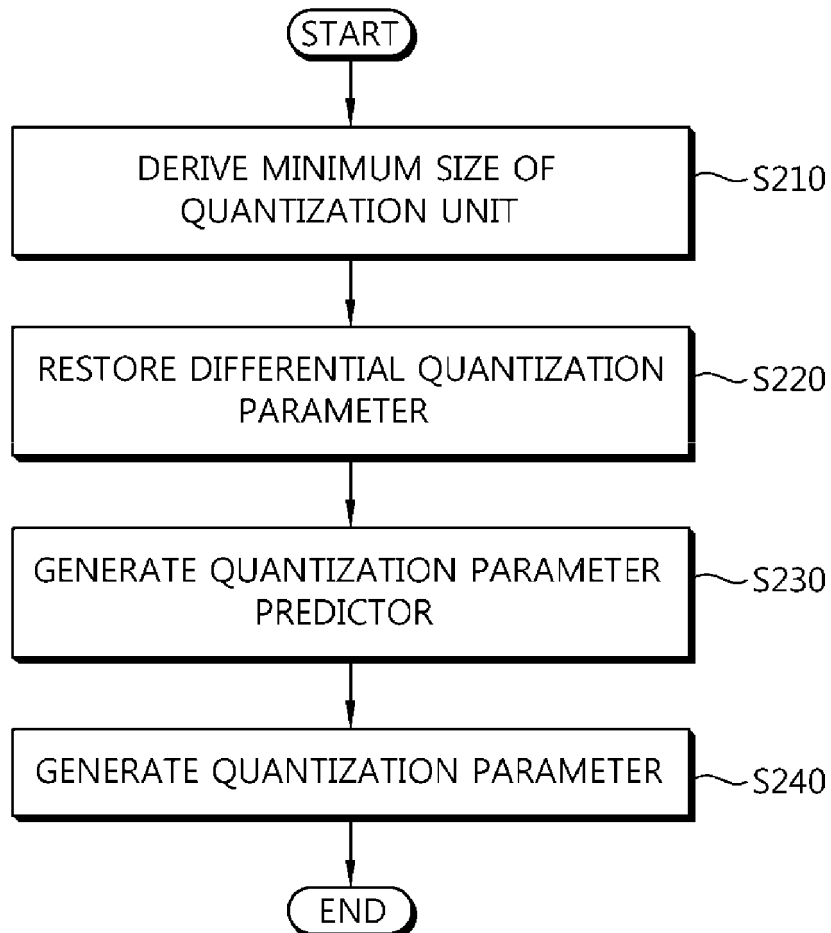 START
DERIVE MINIMUM SIZE OF
QUANTIZATION UNIT
S210
RESTORE DIFFERENTIAL QUANTIZATION
PARAMETER
S220
GENERATE QUANTIZATION PARAMETER
PREDICTOR
S230
GENERATE QUANTIZATION PARAMETER
S240
END